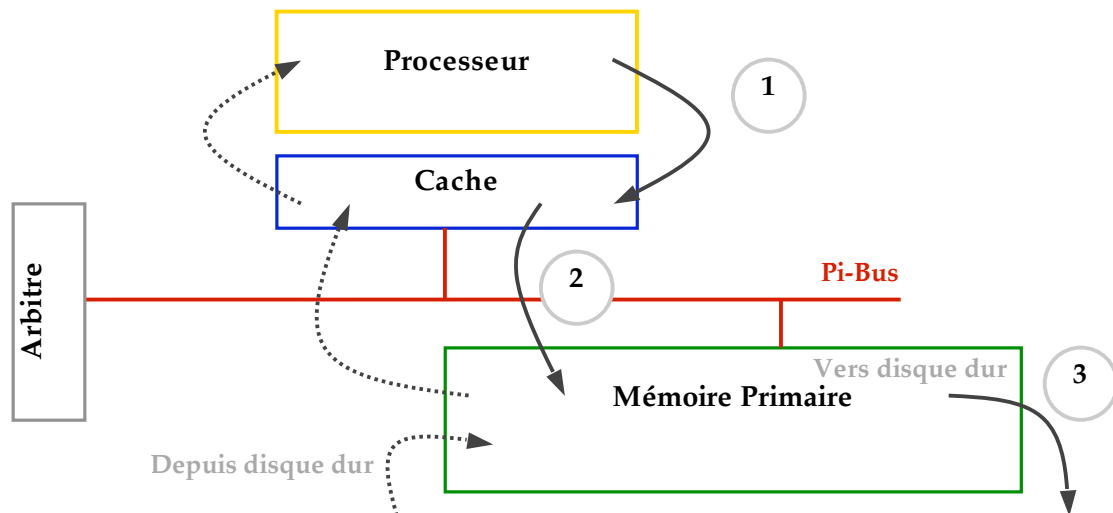 Processeur
1
Cache
Arbitre
2
Pi-Bus
Vers disque dur
3
Mémoire Primaire
Depuis disque dur